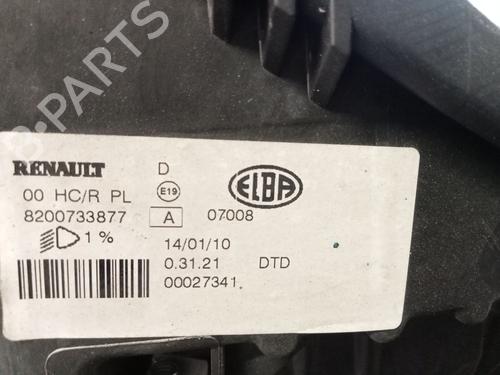 B-PARTS
RENAULT D
00 HC/R PL E19 ELBA
8200733877 A 07008
1 % 14/01/10
0.31.21 DTD
00027341